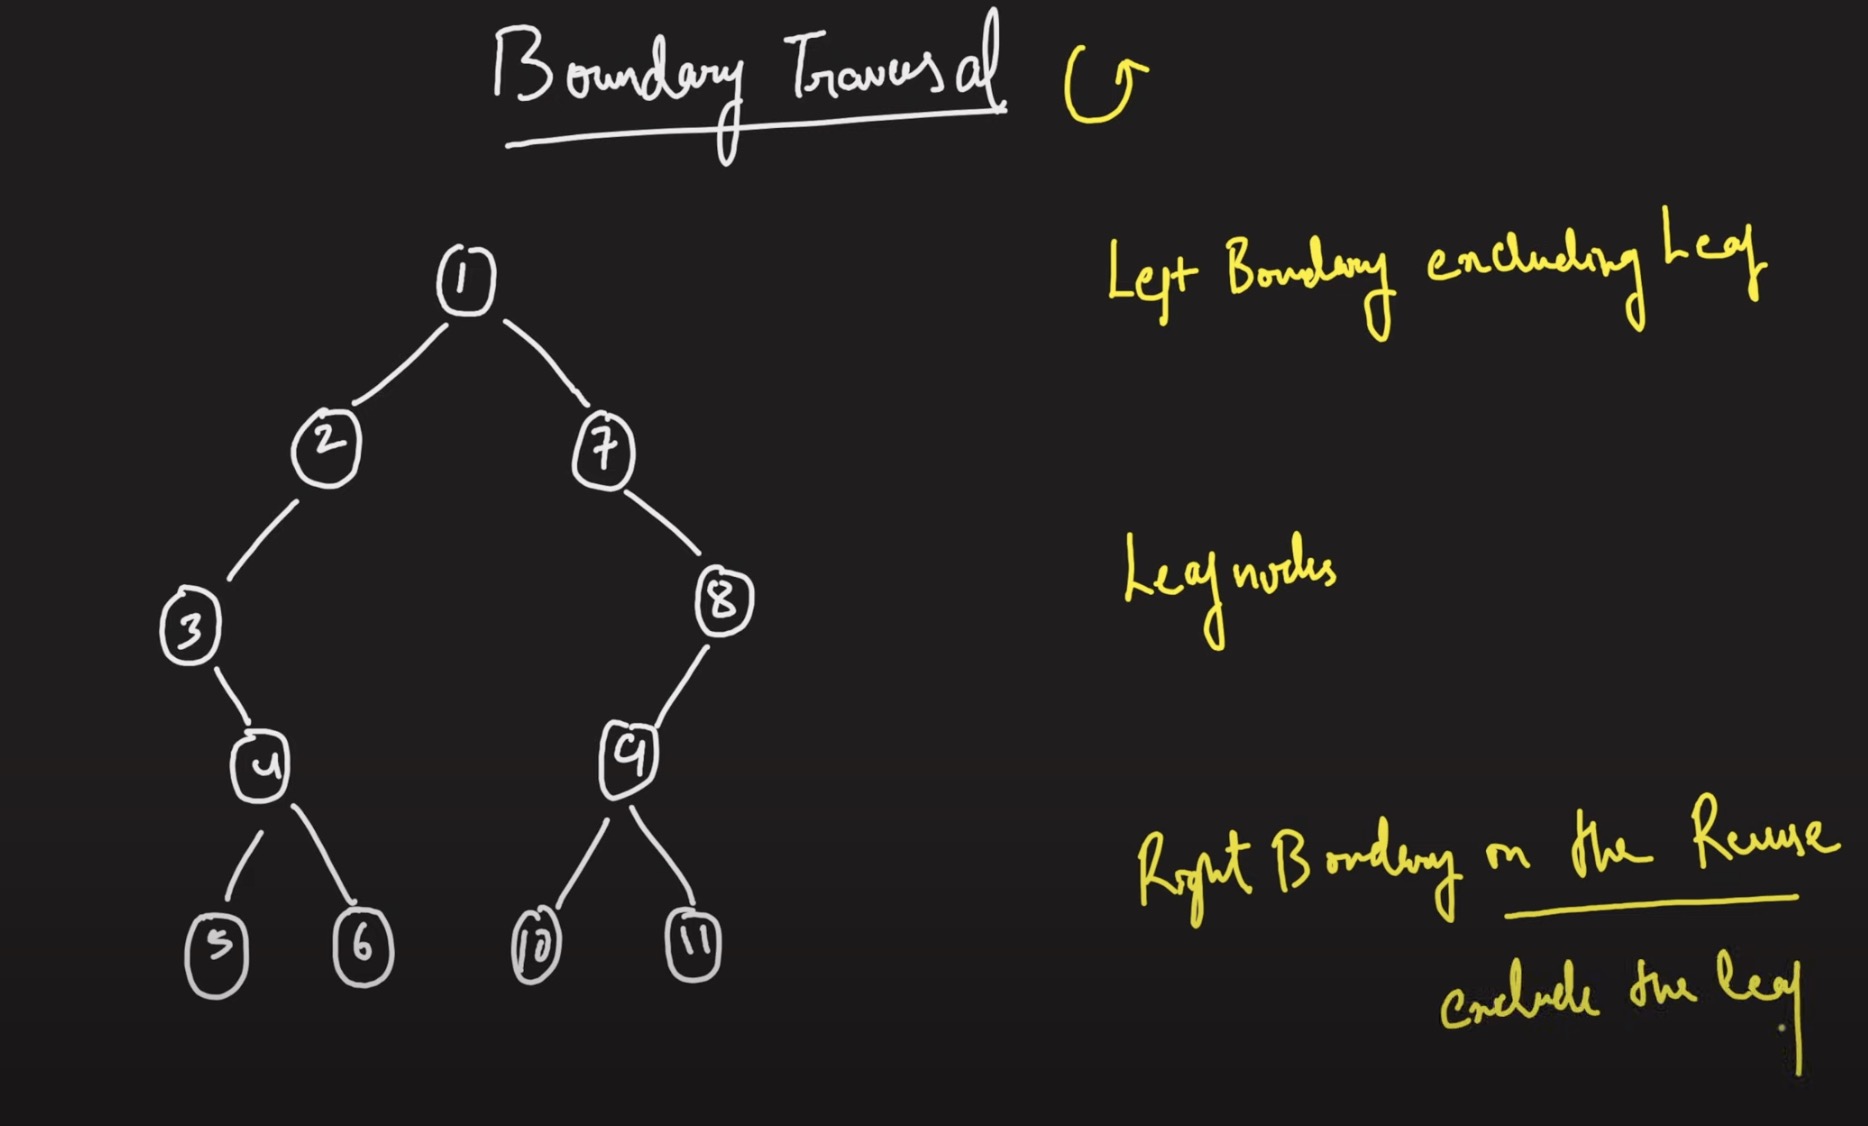 Boundary Traversal
1
Left Boundary excluding Leaf
2
7
3
8
Leaf nodes
4
9
Right Boundary on the Reverse
5
6
10
11
exclude the leaf